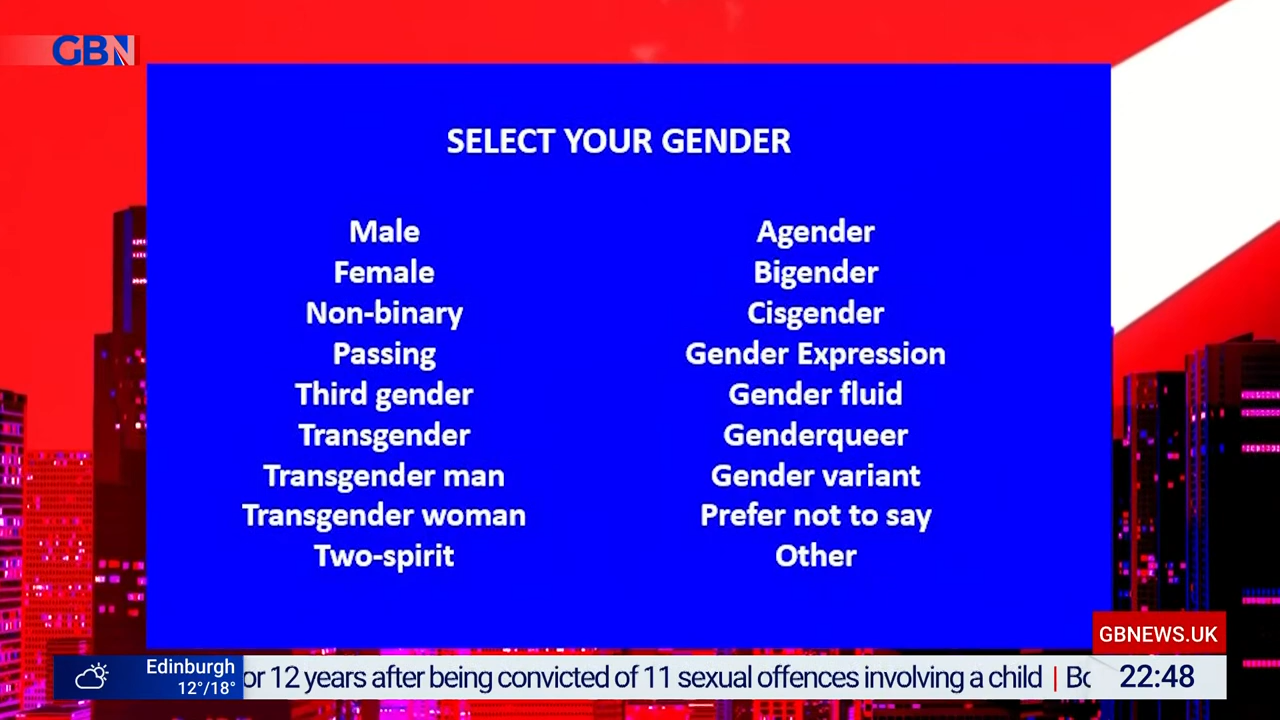 GBN
SELECT YOUR GENDER
Male
Female
Non-binary
Passing
Third gender
Transgender
Transgender man
Transgender woman
Two-spirit
Agender
Bigender
Cisgender
Gender Expression
Gender fluid
Genderqueer
Gender variant
Prefer not to say
Other
GBNEWS.UK
Edinburgh
12°/18°
or 12 years after being convicted of 11 sexual offences involving a child | Bo
22:48